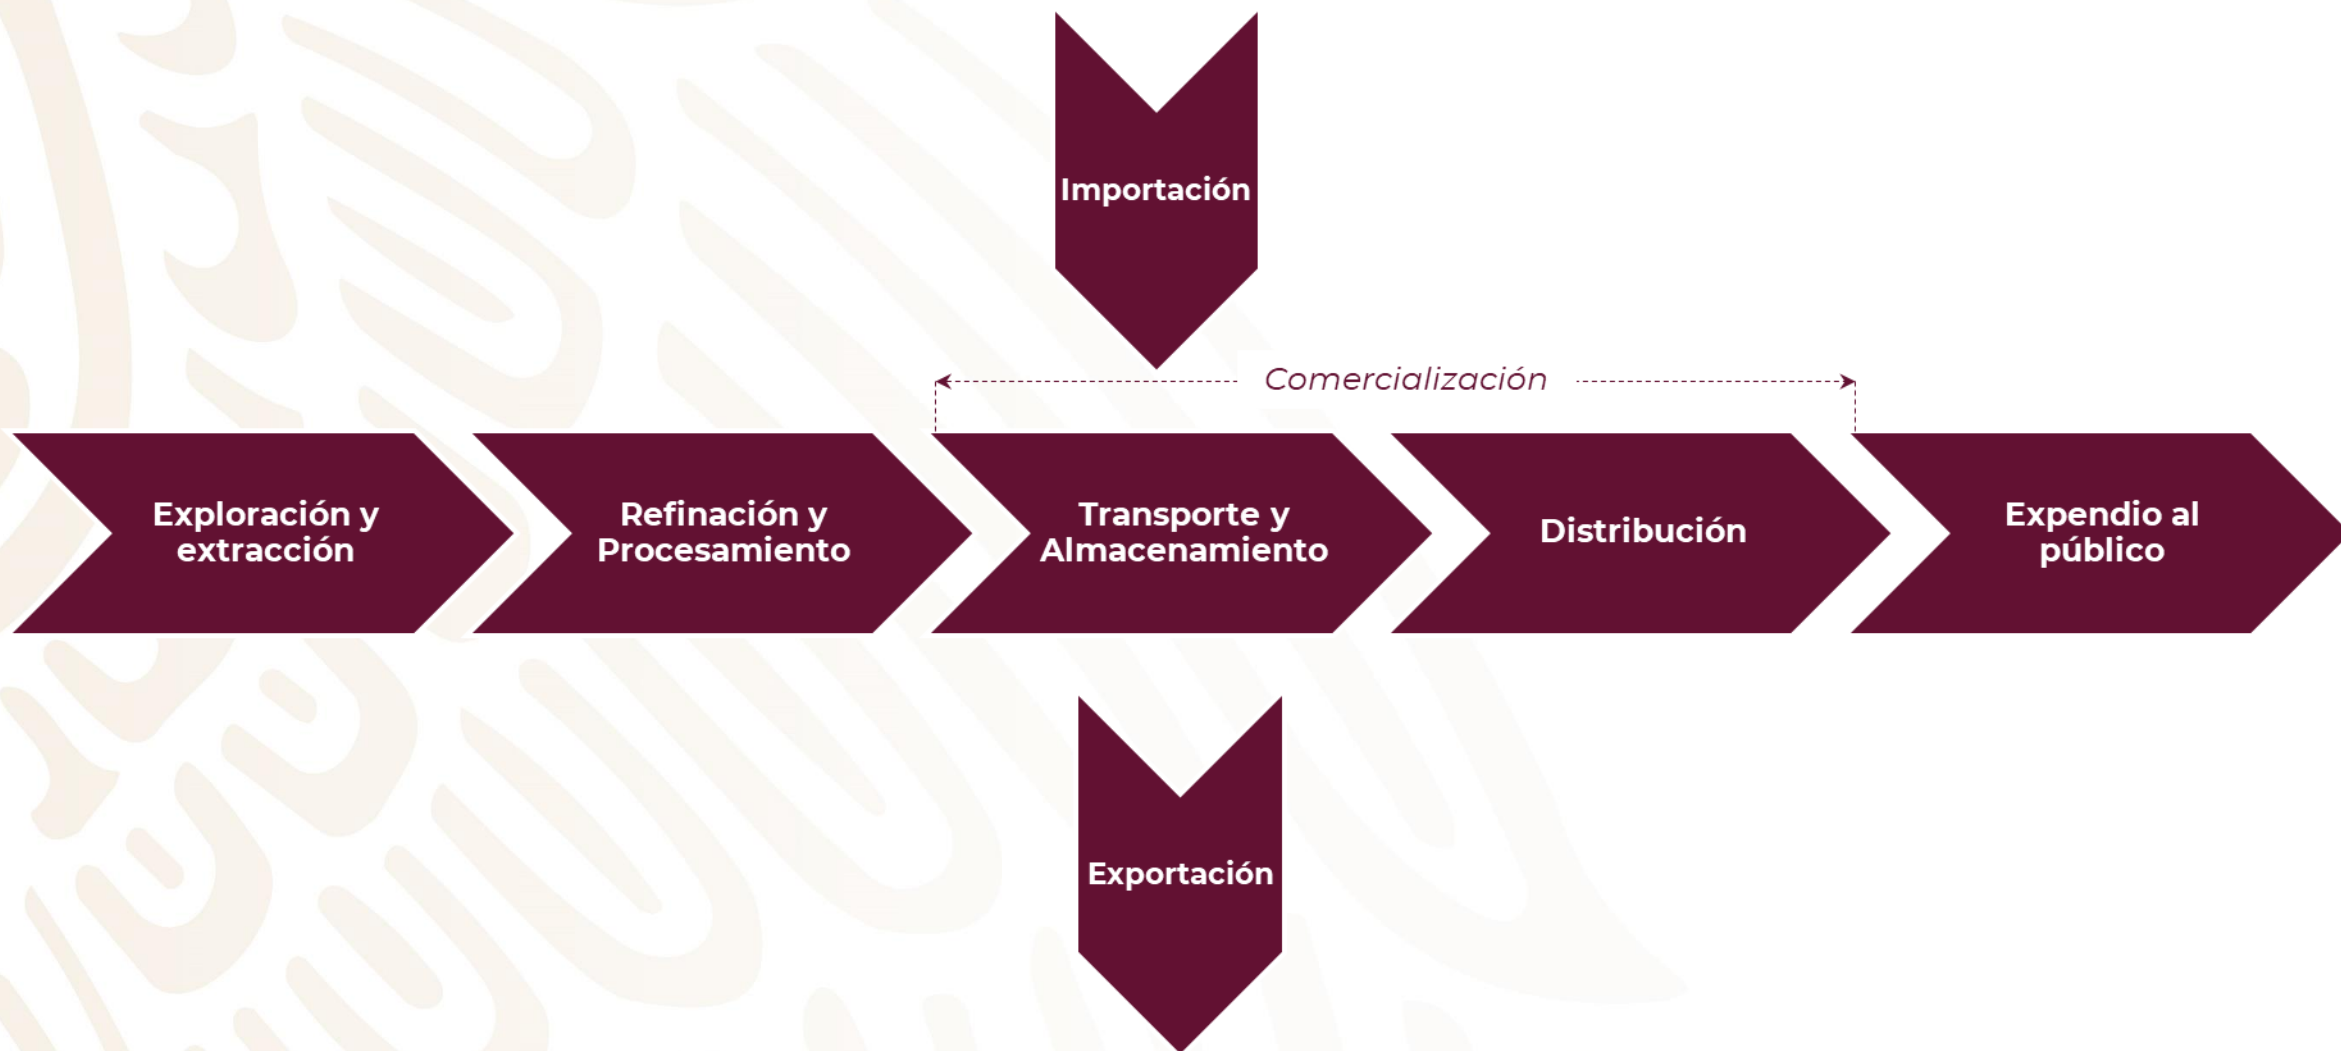 Importación
Comercialización
Exploración y
extracción
Refinación y
Procesamiento
Transporte y
Almacenamiento
Distribución
Expendio al
público
Exportación